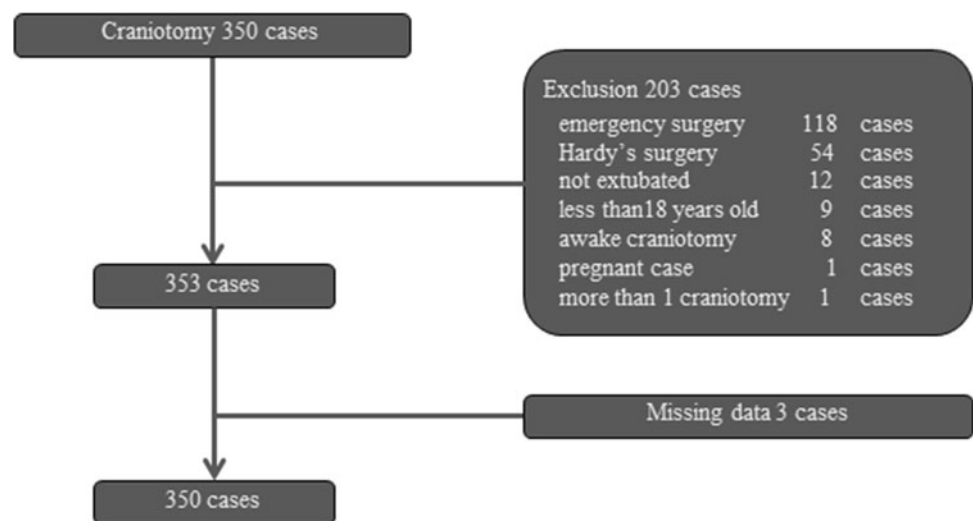 Craniotomy 350 cases
Exclusion 203 cases
emergency surgery 118 cases
Hardy's surgery 54 cases
not extubated 12 cases
less than18 years old 9 cases
awake craniotomy 8 cases
pregnant case 1 cases
more than 1 craniotomy 1 cases
353 cases
Missing data 3 cases
350 cases